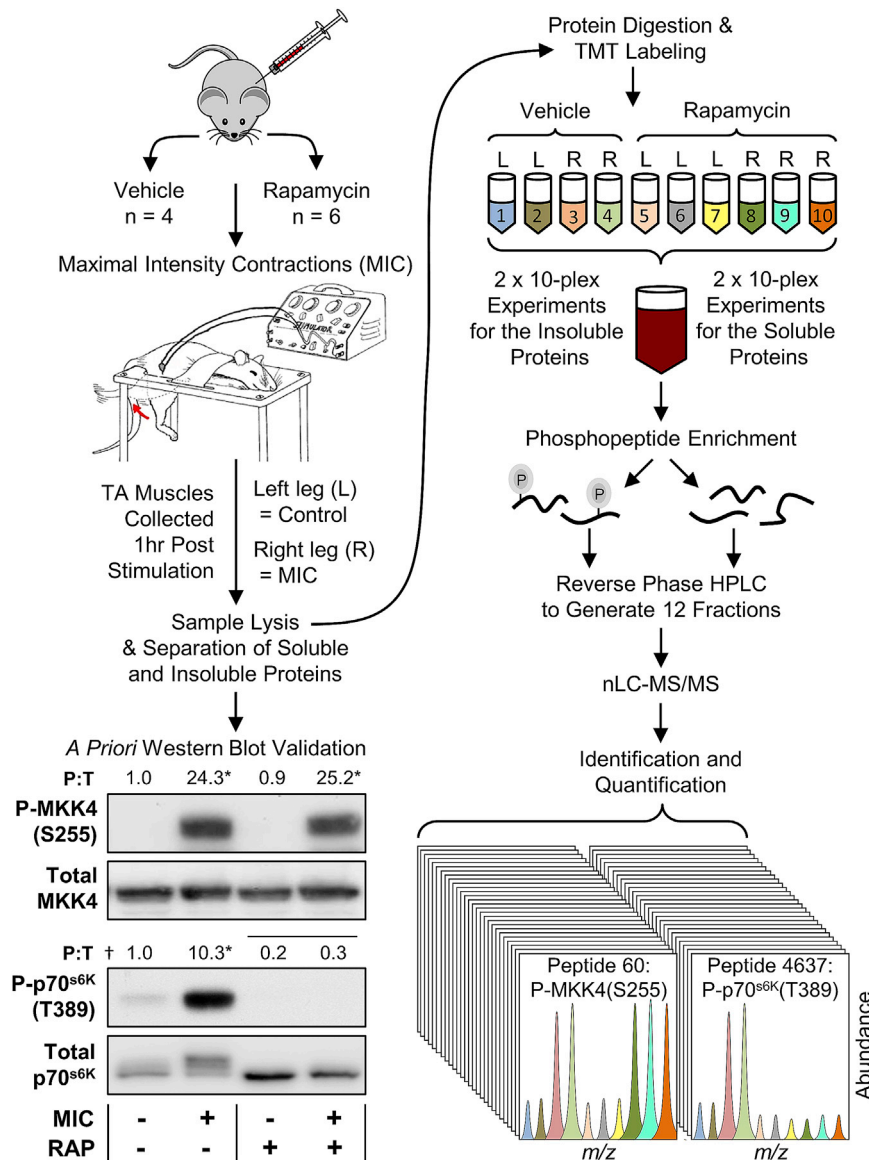 Vehicle
n = 4
Rapamycin
n = 6
Maximal Intensity Contractions (MIC)
TA Muscles
Collected
1hr Post
Stimulation
Left leg (L)
= Control
Right leg (R)
= MIC
Sample Lysis
& Separation of Soluble
and Insoluble Proteins
A Priori Western Blot Validation
P:T 1.0 24.3* 0.9 25.2*
P-MKK4
(S255)
Total
MKK4
P:T † 1.0 10.3* 0.2 0.3
P-p70s6K
(T389)
Total
p70s6K
MIC - + - +
RAP - - + +
Protein Digestion &
TMT Labeling
Vehicle Rapamycin
L L R R L L L R R R
1 2 3 4 5 6 7 8 9 10
2 x 10-plex
Experiments
for the Insoluble
Proteins
2 x 10-plex
Experiments
for the Soluble
Proteins
Phosphopeptide Enrichment
P P
Reverse Phase HPLC
to Generate 12 Fractions
nLC-MS/MS
Identification and
Quantification
Peptide 60:
P-MKK4(S255)
Peptide 4637:
P-p70s6K(T389)
Abundance
m/z m/z